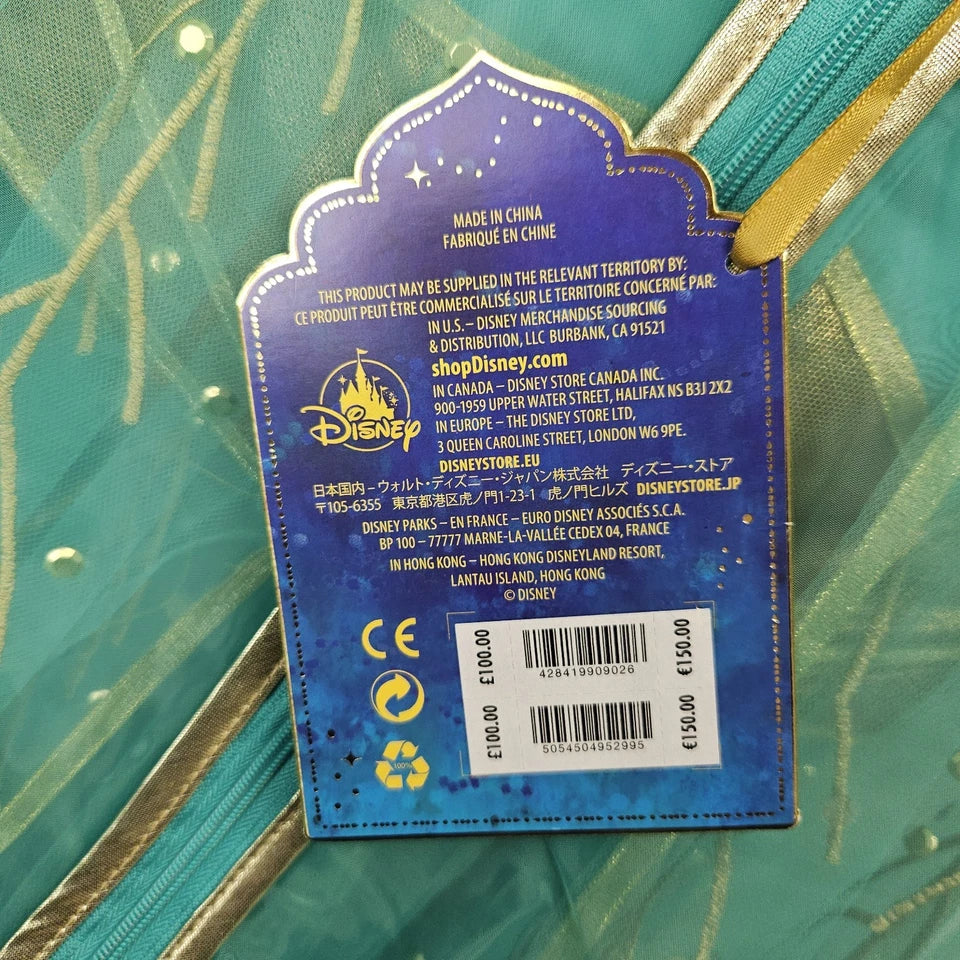 MADE IN CHINA
FABRIQUÉ EN CHINE
THIS PRODUCT MAY BE SUPPLIED IN THE RELEVANT TERRITORY BY:
CE PRODUIT PEUT ÊTRE COMMERCIALISÉ SUR LE TERRITOIRE CONCERNÉ PAR:
IN U.S. – DISNEY MERCHANDISE SOURCING
& DISTRIBUTION, LLC BURBANK, CA 91521
shopDisney.com
IN CANADA – DISNEY STORE CANADA INC.
900-1959 UPPER WATER STREET, HALIFAX NS B3J 2X2
IN EUROPE – THE DISNEY STORE LTD,
3 QUEEN CAROLINE STREET, LONDON W6 9PE.
DISNEYSTORE.EU
DISNEY
日本国内 – ウォルト・ディズニー・ジャパン株式会社 ディズニー・ストア
〒105-6355 東京都港区虎ノ門1-23-1 虎ノ門ヒルズ DISNEYSTORE.JP
DISNEY PARKS – EN FRANCE – EURO DISNEY ASSOCIÉS S.C.A.
BP 100 – 77777 MARNE-LA-VALLÉE CEDEX 04, FRANCE
IN HONG KONG – HONG KONG DISNEYLAND RESORT,
LANTAU ISLAND, HONG KONG
© DISNEY
CE
100%
£100.00
428419909026
€150.00
£100.00
5054504952995
€150.00